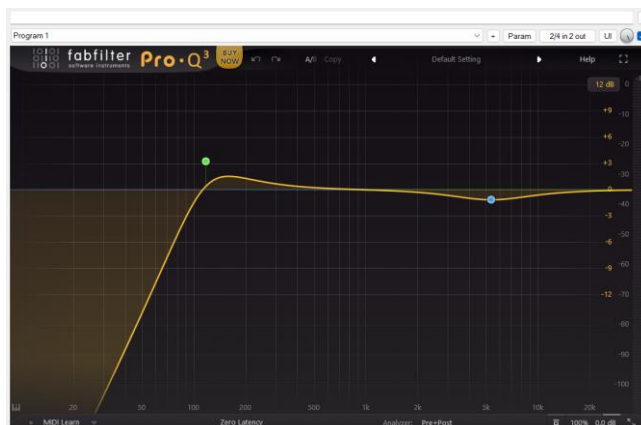 Program 1 - Param 2/4 in 2 out UI
fabfilter Pro·Q³ BUY NOW A/B Copy Default Setting Help
software instruments
12 dB 0
+9 -10
+6 -20
+3 -30
0 -40
-3 -50
-6 -60
-9 -70
-12 -80
-90
-100
20 50 100 200 500 1k 2k 5k 10k 20k
MIDI Learn Zero Latency Analyzer: Pre+Post 100% 0.0 dB